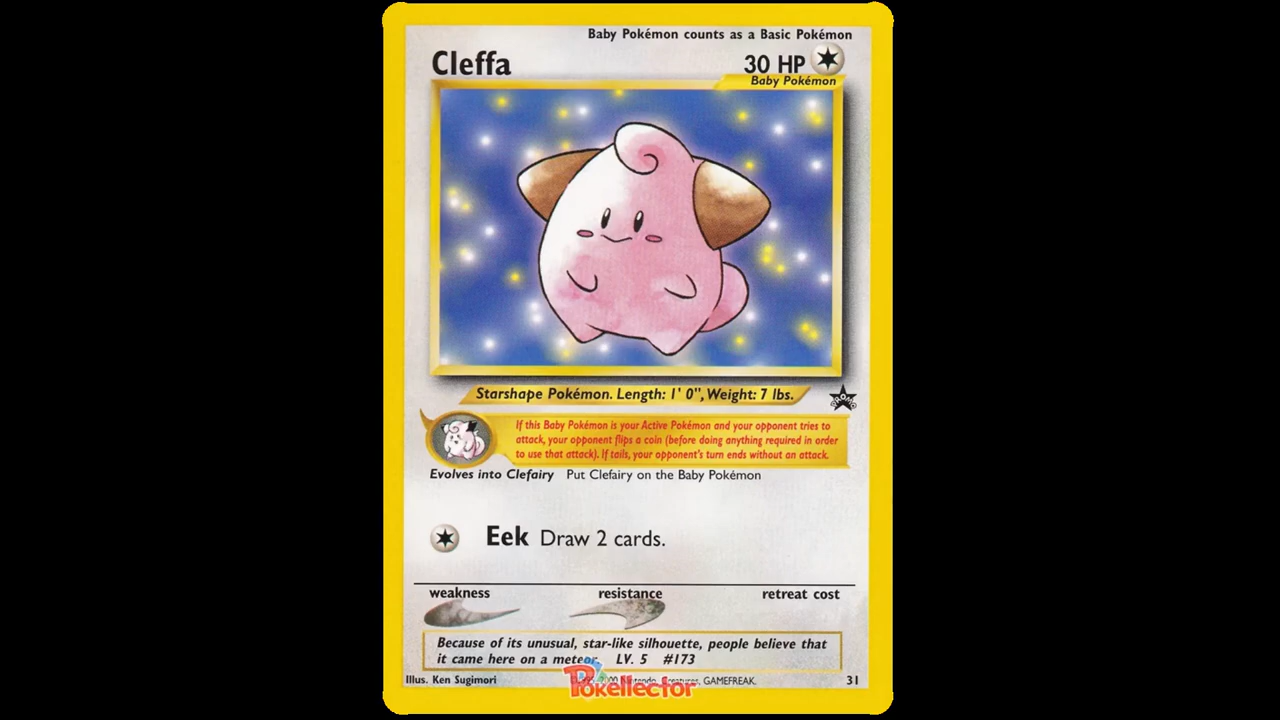 Baby Pokémon counts as a Basic Pokémon
Cleffa
30 HP
Baby Pokémon
Starshape Pokémon. Length: 1' 0", Weight: 7 lbs.
PROMO
If this Baby Pokémon is your Active Pokémon and your opponent tries to
attack, your opponent flips a coin (before doing anything required in order
to use that attack). If tails, your opponent's turn ends without an attack.
Evolves into Clefairy Put Clefairy on the Baby Pokémon
Eek Draw 2 cards.
weakness resistance retreat cost
Because of its unusual, star-like silhouette, people believe that
it came here on a meteor. LV. 5 #173
Illus. Ken Sugimori Nintendo, Creatures, GAMEFREAK. 31
Pokellector